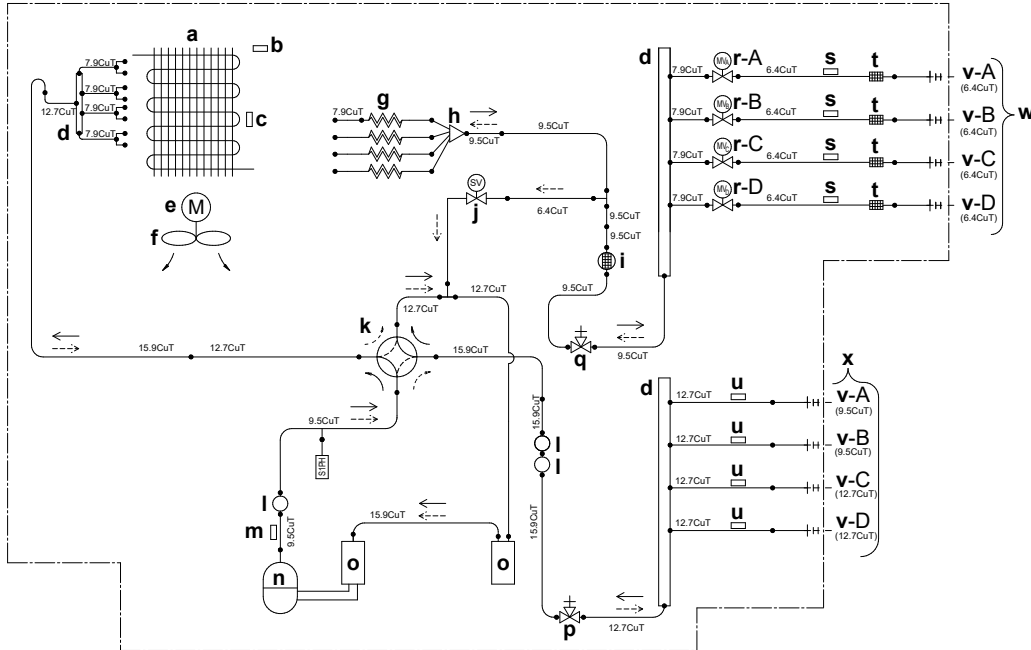 a
b
7.9CuT
7.9CuT
12.7CuT
7.9CuT
d
7.9CuT
c
e
M
f
7.9CuT
g
h
9.5CuT
9.5CuT
SV
j
6.4CuT
9.5CuT
9.5CuT
i
9.5CuT
q
9.5CuT
d
7.9CuT
MVA
r-A
6.4CuT
s
t
v-A
(6.4CuT)
7.9CuT
r-B
6.4CuT
s
t
v-B
(6.4CuT)
7.9CuT
r-C
6.4CuT
s
t
v-C
(6.4CuT)
7.9CuT
r-D
6.4CuT
s
t
v-D
(6.4CuT)
w
12.7CuT
12.7CuT
k
15.9CuT
12.7CuT
15.9CuT
15.9CuT
l
l
15.9CuT
9.5CuT
S1PH
l
m
9.5CuT
n
15.9CuT
o
o
p
12.7CuT
d
12.7CuT
u
x
v-A
(9.5CuT)
12.7CuT
u
v-B
(9.5CuT)
12.7CuT
u
v-C
(12.7CuT)
12.7CuT
u
v-D
(12.7CuT)